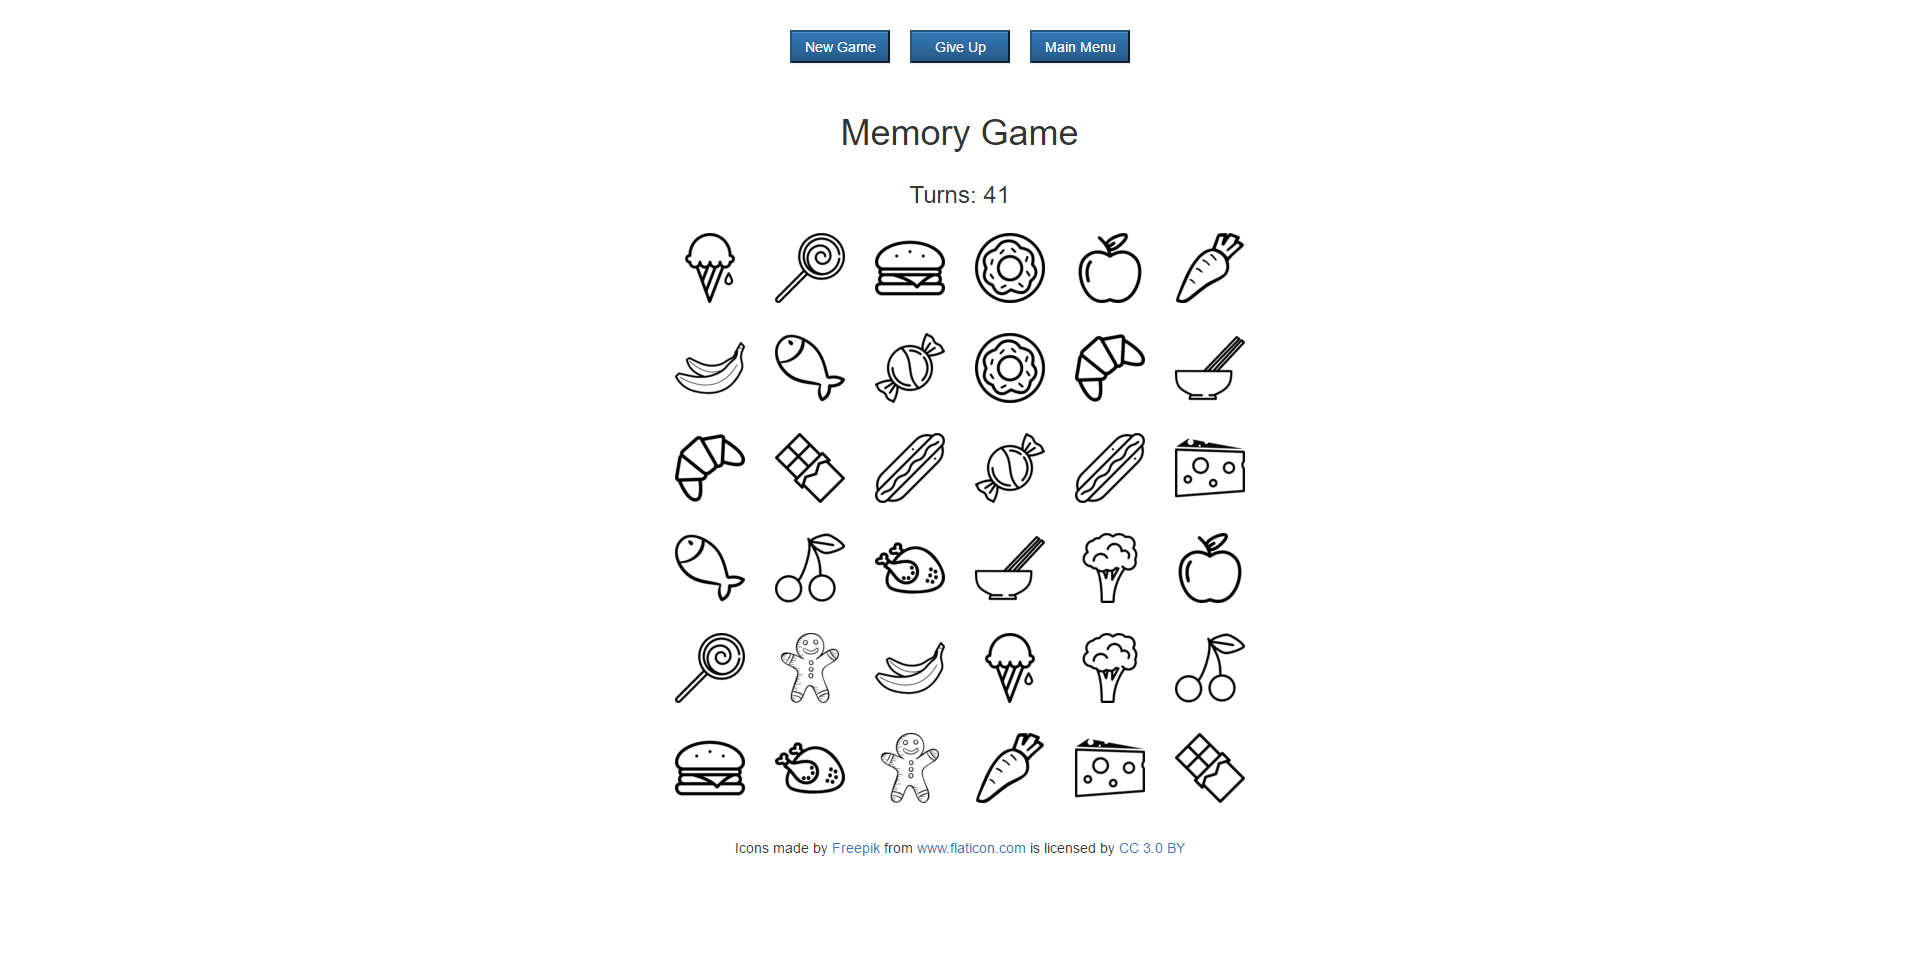 New Game Give Up Main Menu
Memory Game
Turns: 41
Icons made by Freepik from www.flaticon.com is licensed by CC 3.0 BY